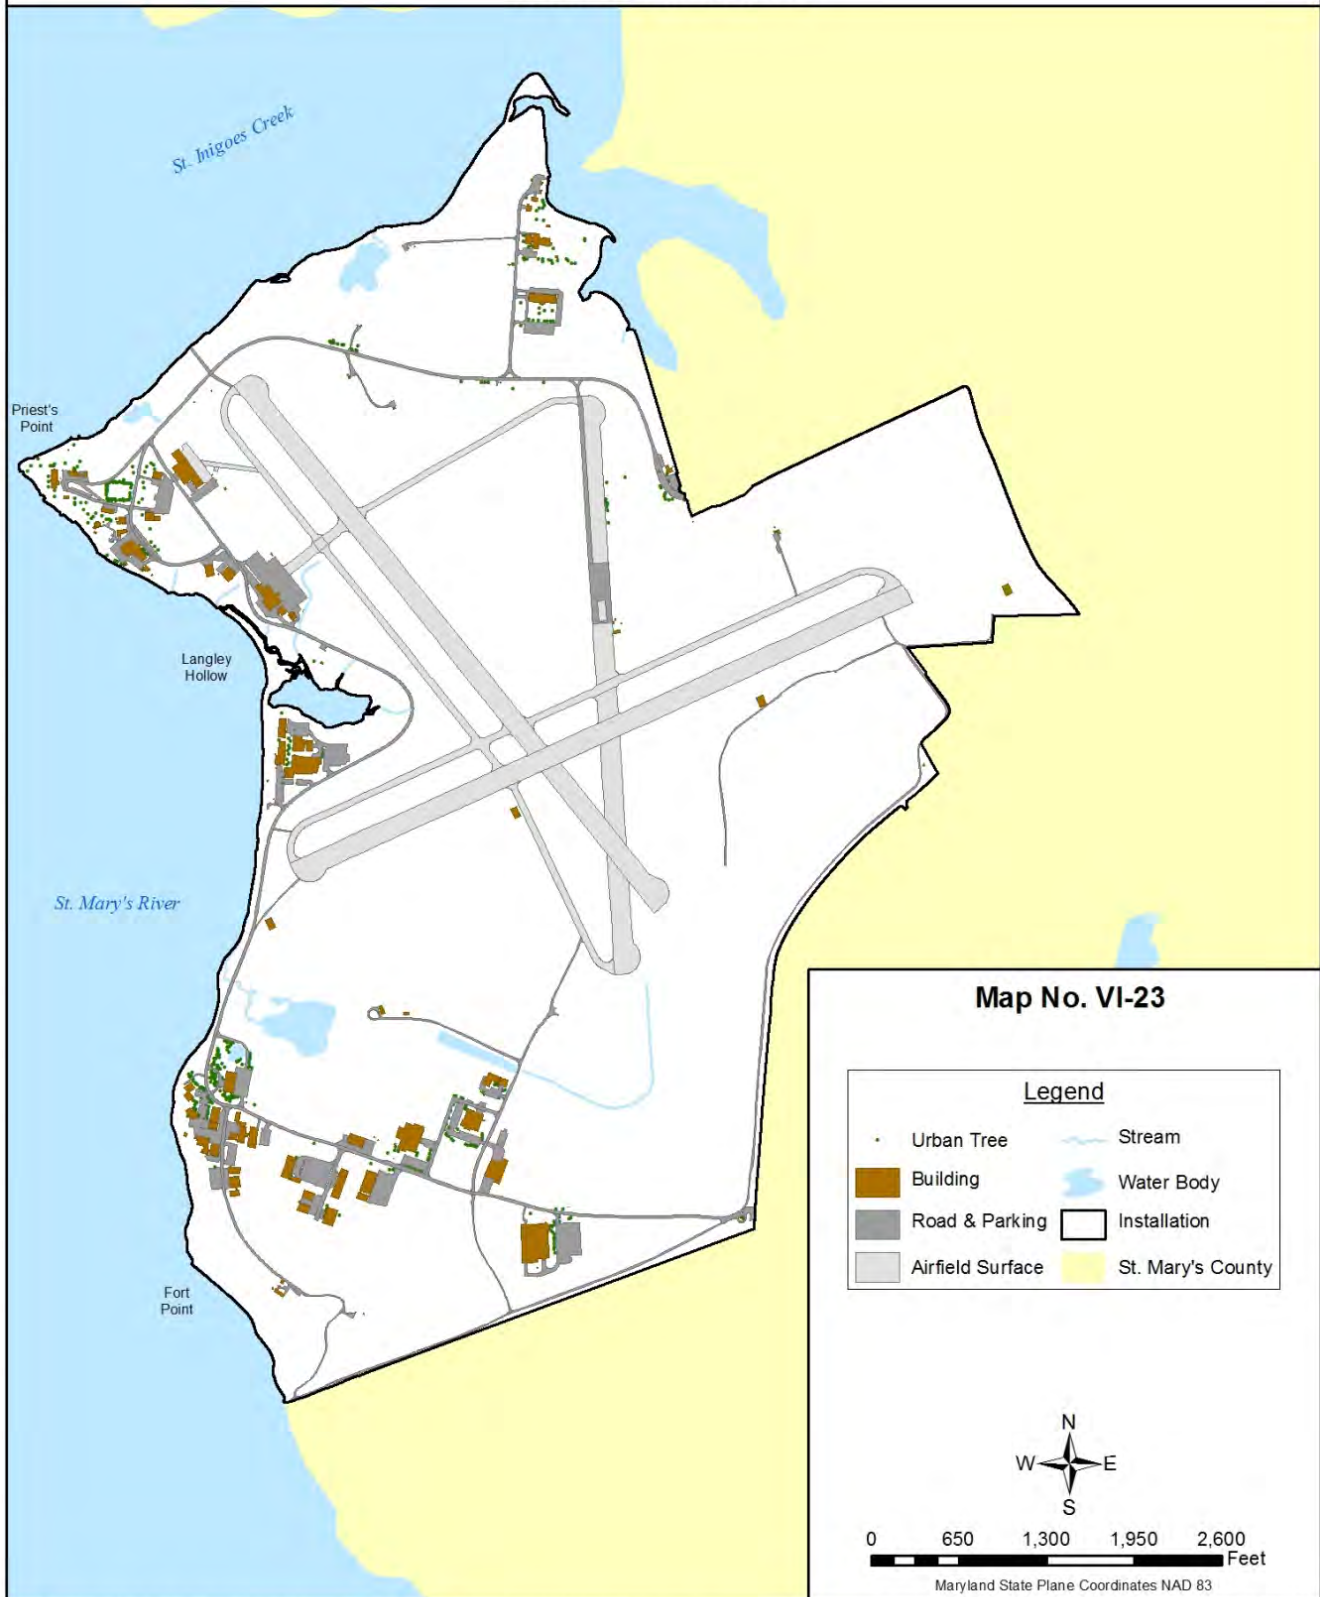 St. Inigoes Creek
Priest's
Point
Langley
Hollow
St. Mary's River
Fort
Point
Map No. VI-23
Legend
Urban Tree
Stream
Building
Water Body
Road & Parking
Installation
Airfield Surface
St. Mary's County
N
W
E
S
0 650 1,300 1,950 2,600
Feet
Maryland State Plane Coordinates NAD 83